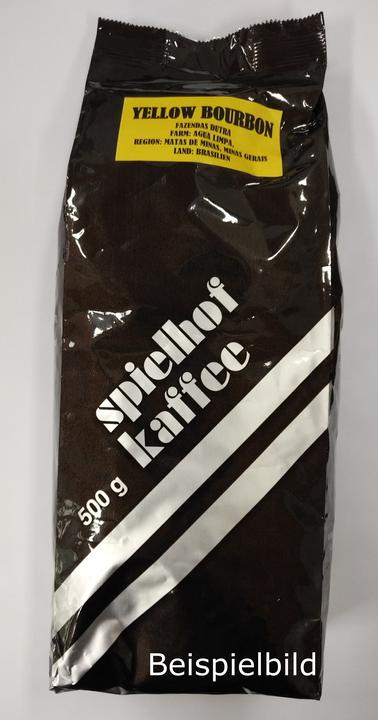 YELLOW BOURBON
FAZENDAS DUTRA
FARM: AGUA LIMPA,
REGION: MATAS DE MINAS, MINAS GERAIS
LAND: BRASILIEN
spielhof
kaffee
500 g
Beispielbild